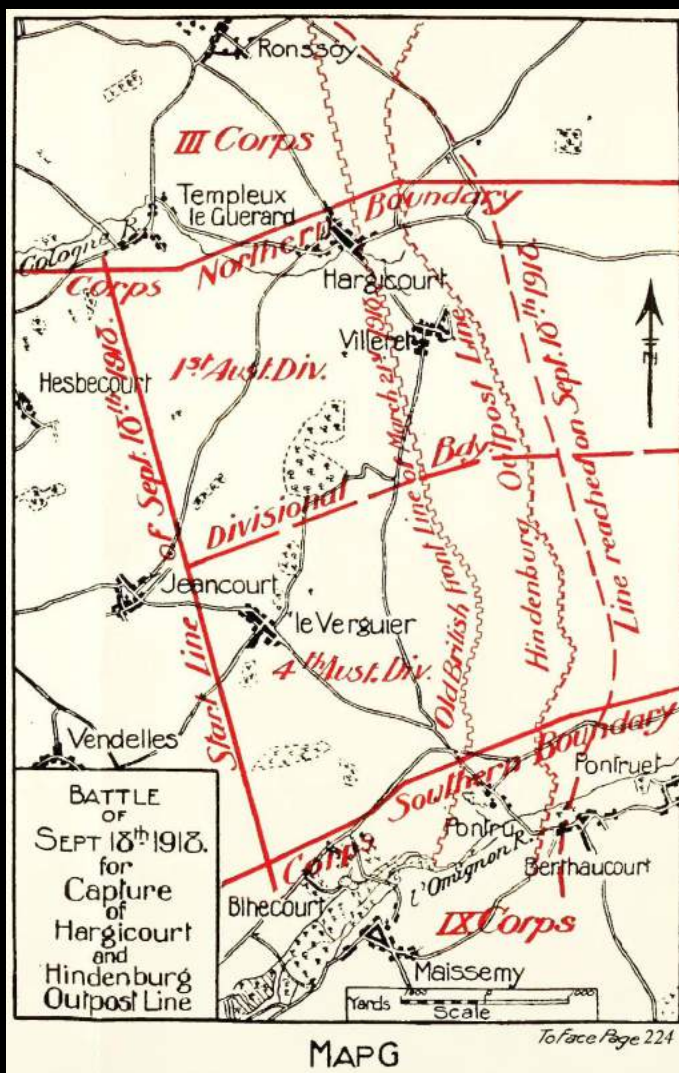 Ronssoy
III Corps
Templeux
le Guerard
Cologne R.
Northern Boundary
Corps
Hargicourt
Villeret
Hesbecourt
1st Aust. Div.
Start Line of Sept. 18th 1918.
Old British front Line of March 21st 1918
Hindenburg Outpost Line
Line reached on Sept. 18th 1918.
N
Divisional Bdy
Jeancourt
le Verguier
4th Aust. Div.
Vendelles
Corps Southern Boundary
Pontruet
Pontru
l'Omignon R.
Berthaucourt
Bihecourt
IX Corps
Maissemy
BATTLE
OF
SEPT 18th 1918.
for
Capture
of
Hargicourt
and
Hindenburg
Outpost Line
1000 0 1000
Yards Scale
To Face Page 224
MAP G